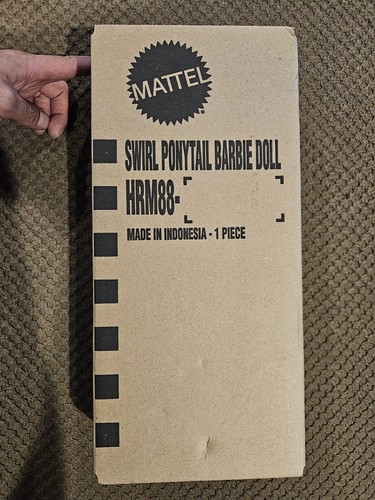 MATTEL
SWIRL PONYTAIL BARBIE DOLL
HRM88-
MADE IN INDONESIA - 1 PIECE